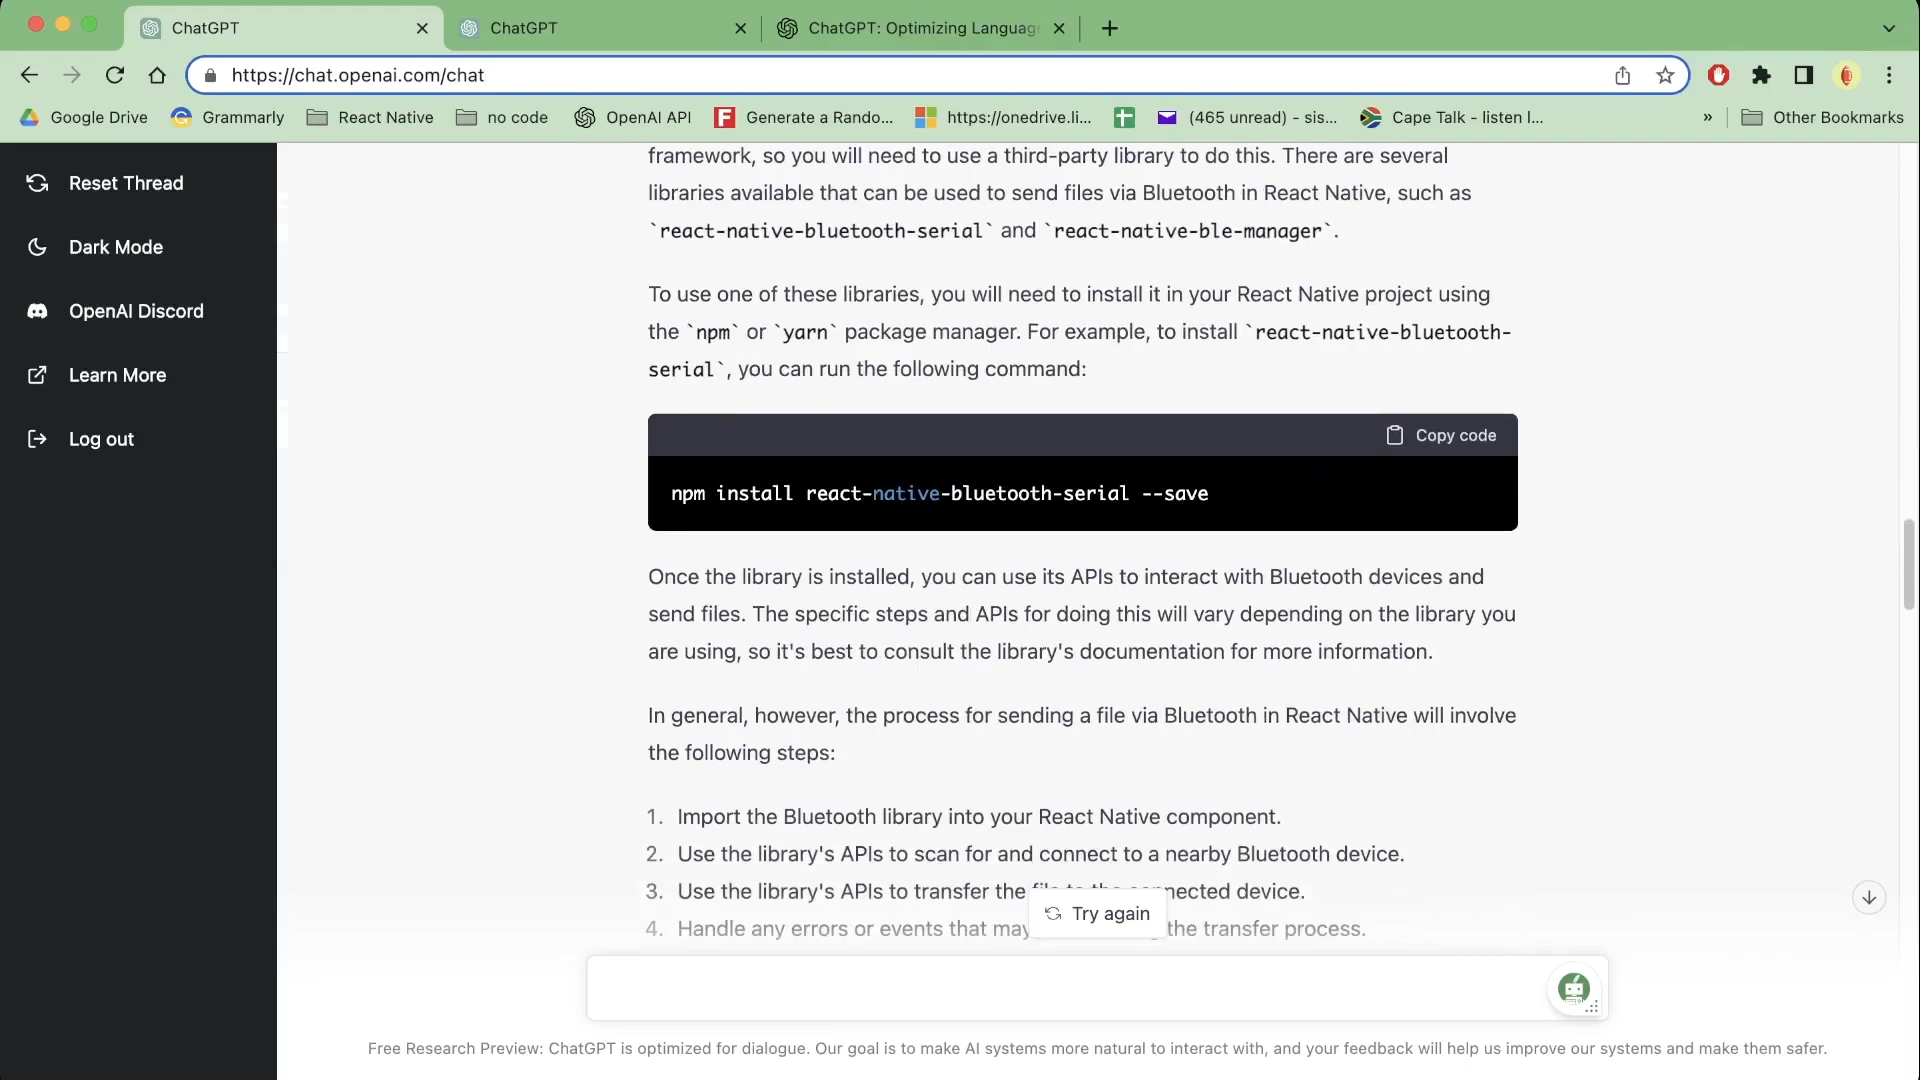 ChatGPT
ChatGPT
ChatGPT: Optimizing Languag
https://chat.openai.com/chat
Google Drive
Grammarly
React Native
no code
OpenAI API
Generate a Rando...
https://onedrive.li...
(465 unread) - sis...
Cape Talk - listen l...
»
Other Bookmarks
Reset Thread
Dark Mode
OpenAI Discord
Learn More
Log out
framework, so you will need to use a third-party library to do this. There are several
libraries available that can be used to send files via Bluetooth in React Native, such as
`react-native-bluetooth-serial` and `react-native-ble-manager`.
To use one of these libraries, you will need to install it in your React Native project using
the `npm` or `yarn` package manager. For example, to install `react-native-bluetooth-
serial`, you can run the following command:
Copy code
npm install react-native-bluetooth-serial --save
Once the library is installed, you can use its APIs to interact with Bluetooth devices and
send files. The specific steps and APIs for doing this will vary depending on the library you
are using, so it's best to consult the library's documentation for more information.
In general, however, the process for sending a file via Bluetooth in React Native will involve
the following steps:
1. Import the Bluetooth library into your React Native component.
2. Use the library's APIs to scan for and connect to a nearby Bluetooth device.
3. Use the library's APIs to transfer the file to the connected device.
4. Handle any errors or events that may the transfer process.
Try again
Free Research Preview: ChatGPT is optimized for dialogue. Our goal is to make AI systems more natural to interact with, and your feedback will help us improve our systems and make them safer.